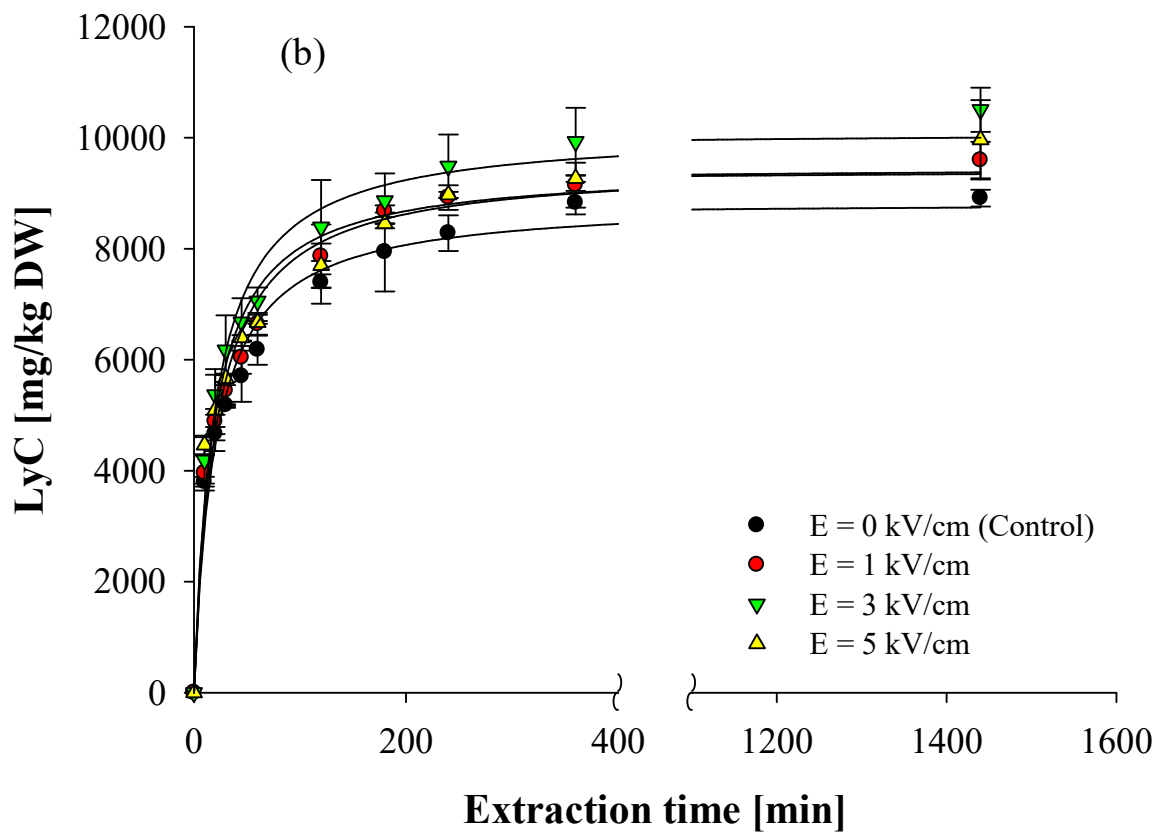 (b)
LyC [mg/kg DW]
12000
10000
8000
6000
4000
2000
0
E = 0 kV/cm (Control)
E = 1 kV/cm
E = 3 kV/cm
E = 5 kV/cm
0 200 400 1200 1400 1600
Extraction time [min]